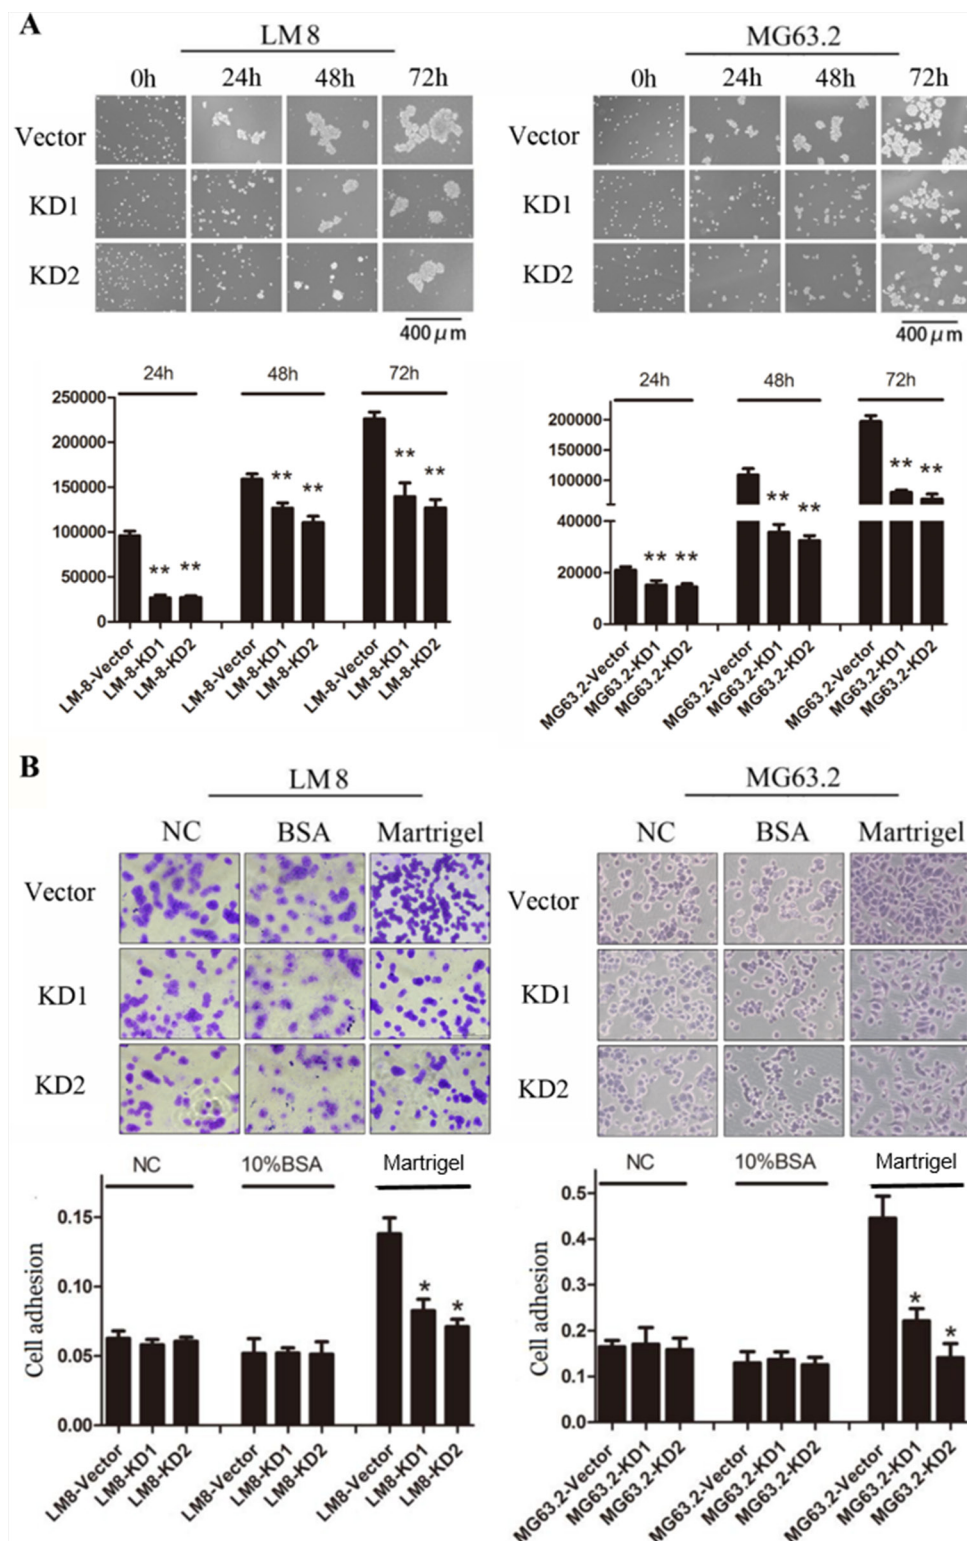 A
LM 8
MG63.2
0h 24h 48h 72h
0h 24h 48h 72h
Vector
Vector
KD1
KD1
KD2
KD2
400 μm
400 μm
24h 48h 72h
250000
200000
150000
100000
50000
0
** ** ** ** ** **
LM-8-Vector
LM-8-KD1
LM-8-KD2
LM-8-Vector
LM-8-KD1
LM-8-KD2
LM-8-Vector
LM-8-KD1
LM-8-KD2
24h 48h 72h
200000
150000
100000
40000
20000
0
** ** ** ** ** **
MG63.2-Vector
MG63.2-KD1
MG63.2-KD2
MG63.2-Vector
MG63.2-KD1
MG63.2-KD2
MG63.2-Vector
MG63.2-KD1
MG63.2-KD2
B
LM 8
MG63.2
NC BSA Martrigel
NC BSA Martrigel
Vector
Vector
KD1
KD1
KD2
KD2
NC 10%BSA Martrigel
Cell adhesion
0.15
0.10
0.05
0.00
* *
LM8-Vector
LM8-KD1
LM8-KD2
LM8-Vector
LM8-KD1
LM8-KD2
LM8-Vector
LM8-KD1
LM8-KD2
NC 10%BSA Martrigel
Cell adhesion
0.5
0.4
0.3
0.2
0.1
0.0
* *
MG63.2-Vector
MG63.2-KD1
MG63.2-KD2
MG63.2-Vector
MG63.2-KD1
MG63.2-KD2
MG63.2-Vector
MG63.2-KD1
MG63.2-KD2